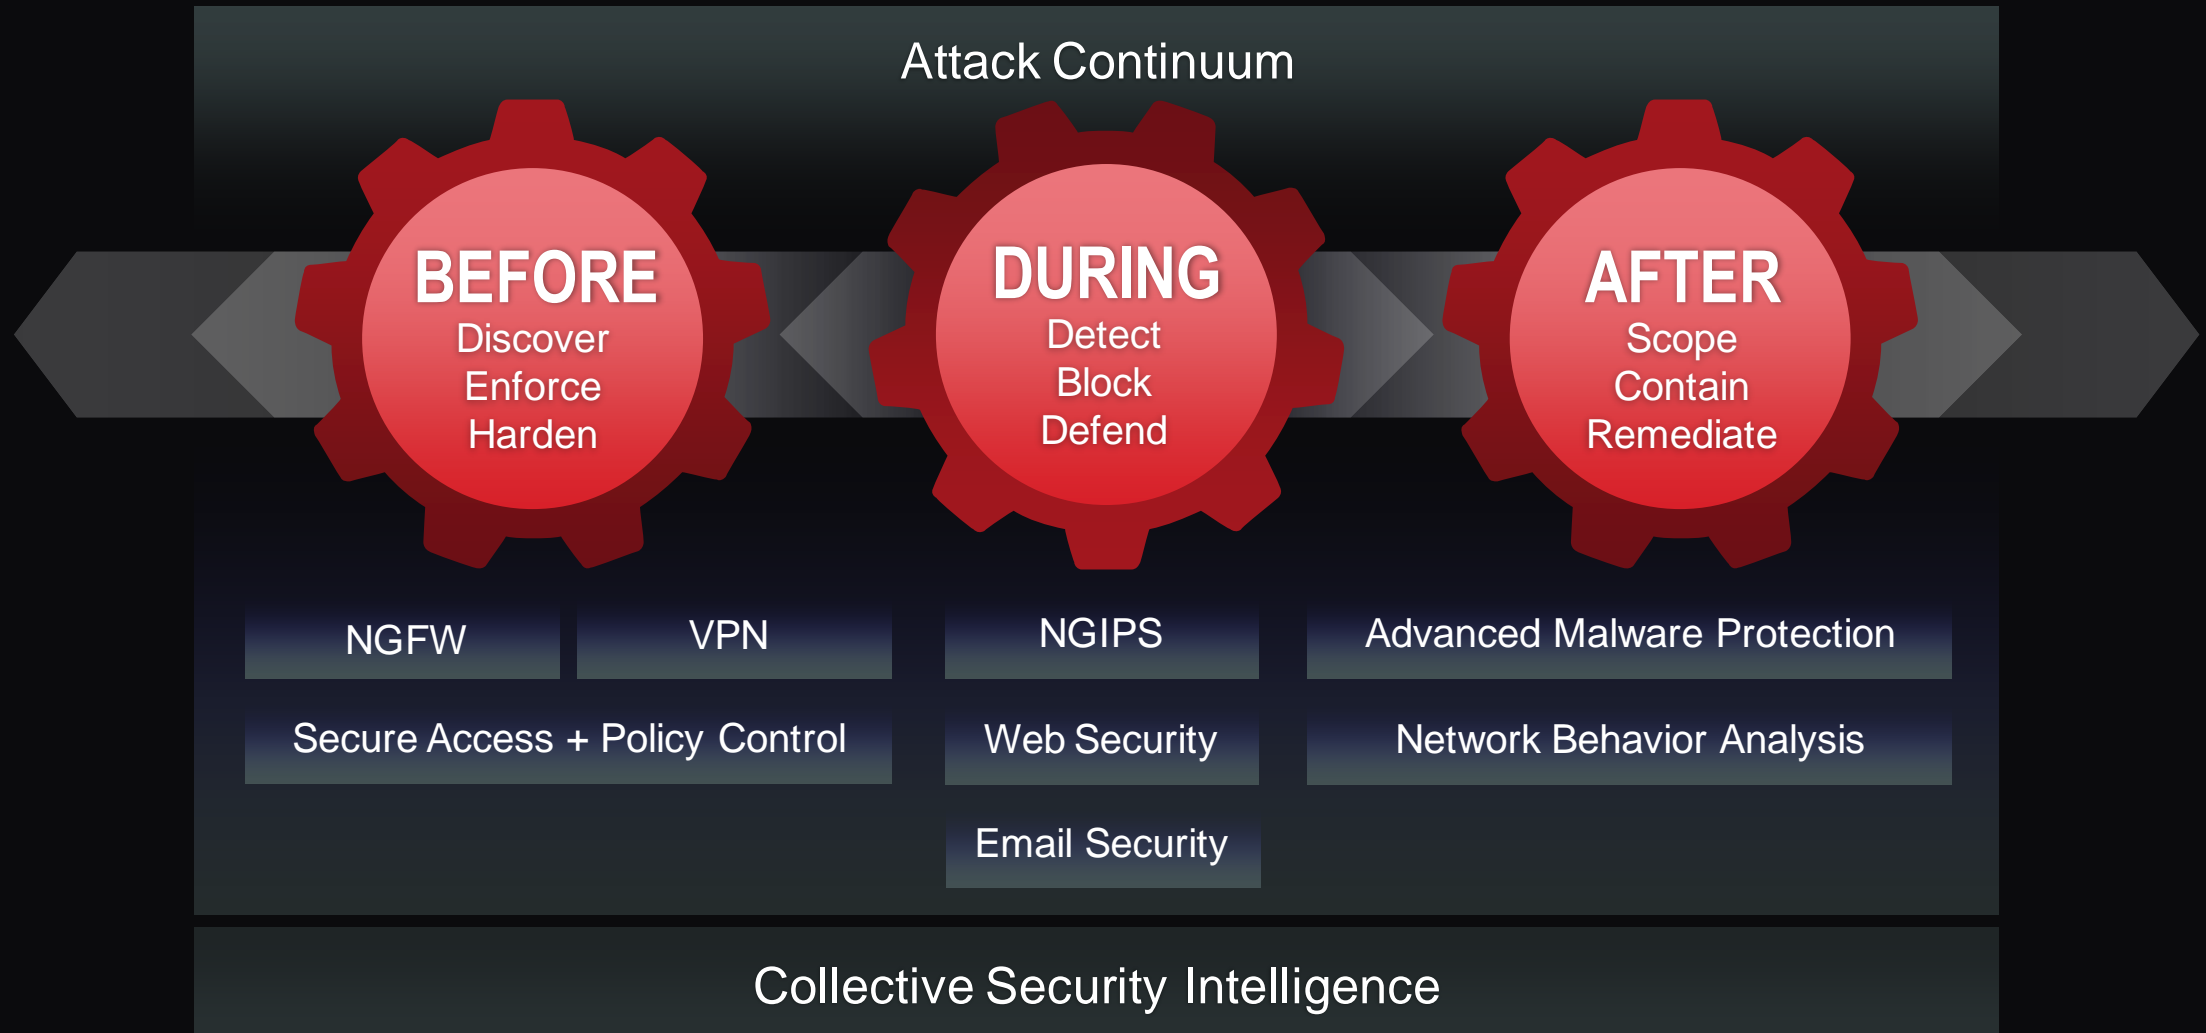 Attack Continuum
BEFORE
Discover
Enforce
Harden
DURING
Detect
Block
Defend
AFTER
Scope
Contain
Remediate
NGFW
VPN
Secure Access + Policy Control
NGIPS
Web Security
Email Security
Advanced Malware Protection
Network Behavior Analysis
Collective Security Intelligence